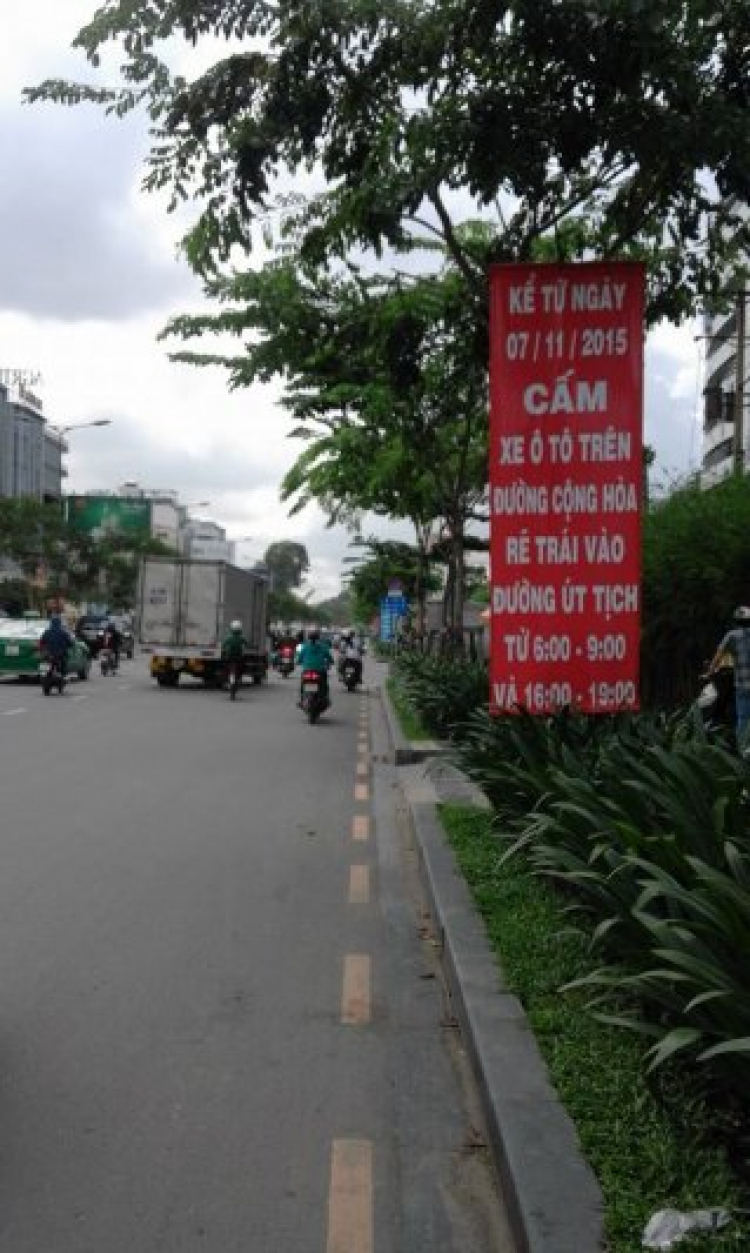 KỂ TỪ NGÀY
07/11/2015
CẤM
XE Ô TÔ TRÊN
ĐƯỜNG CỘNG HÒA
RẼ TRÁI VÀO
ĐƯỜNG ÚT TỊCH
TỪ 6:00 - 9:00
VÀ 16:00 - 19:00